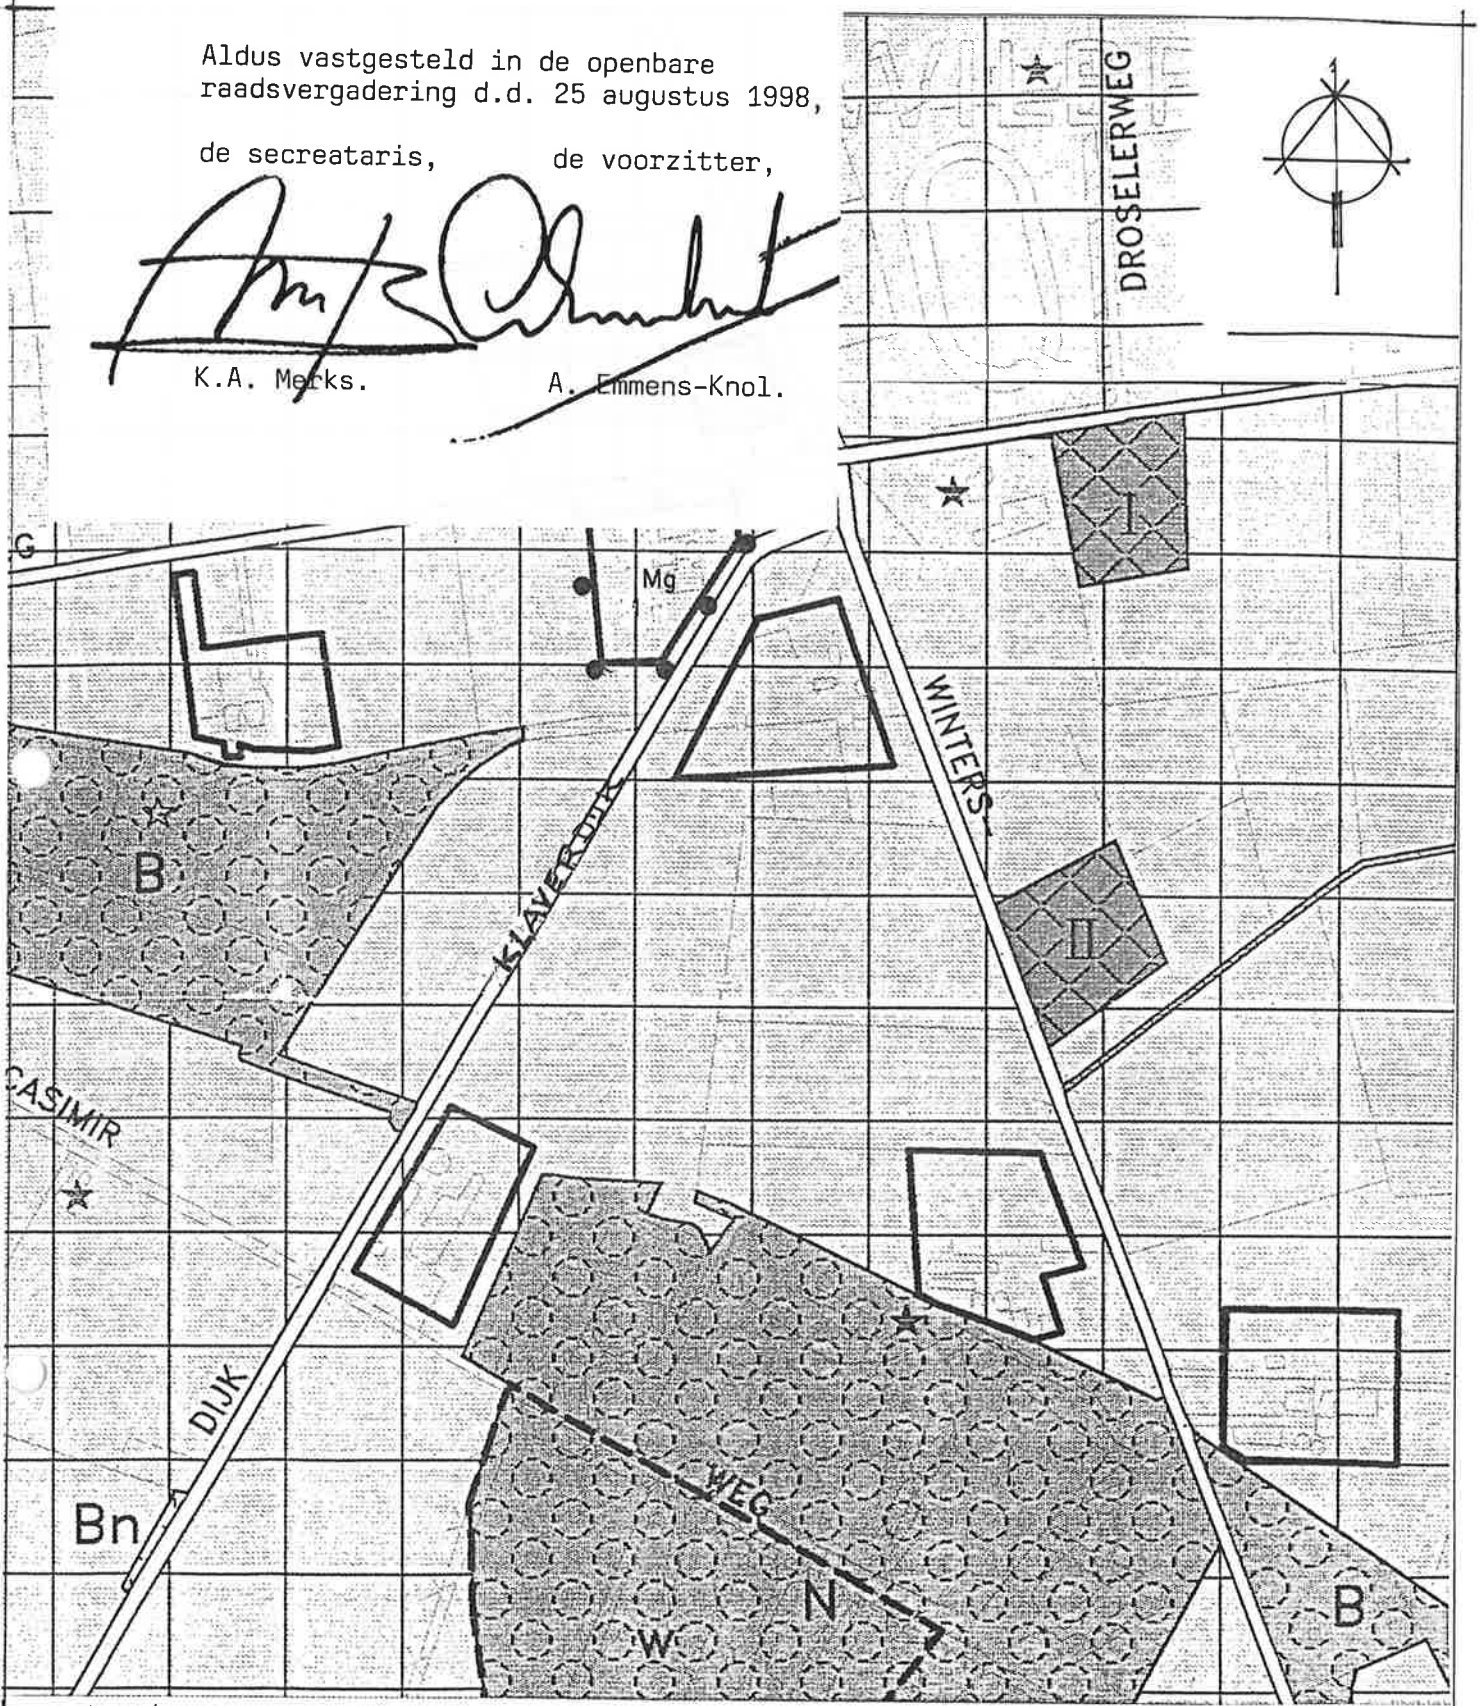 Aldus vastgesteld in de openbare
raadsvergadering d.d. 25 augustus 1998,
de secreataris, de voorzitter,
K.A. Merks. A. Emmens-Knol.
DROSELERWEG
I
G
Mg
WINTERS-
B
KLAVERDIJK
II
CASIMIR
DIJK
WEG
Bn
N
W
B